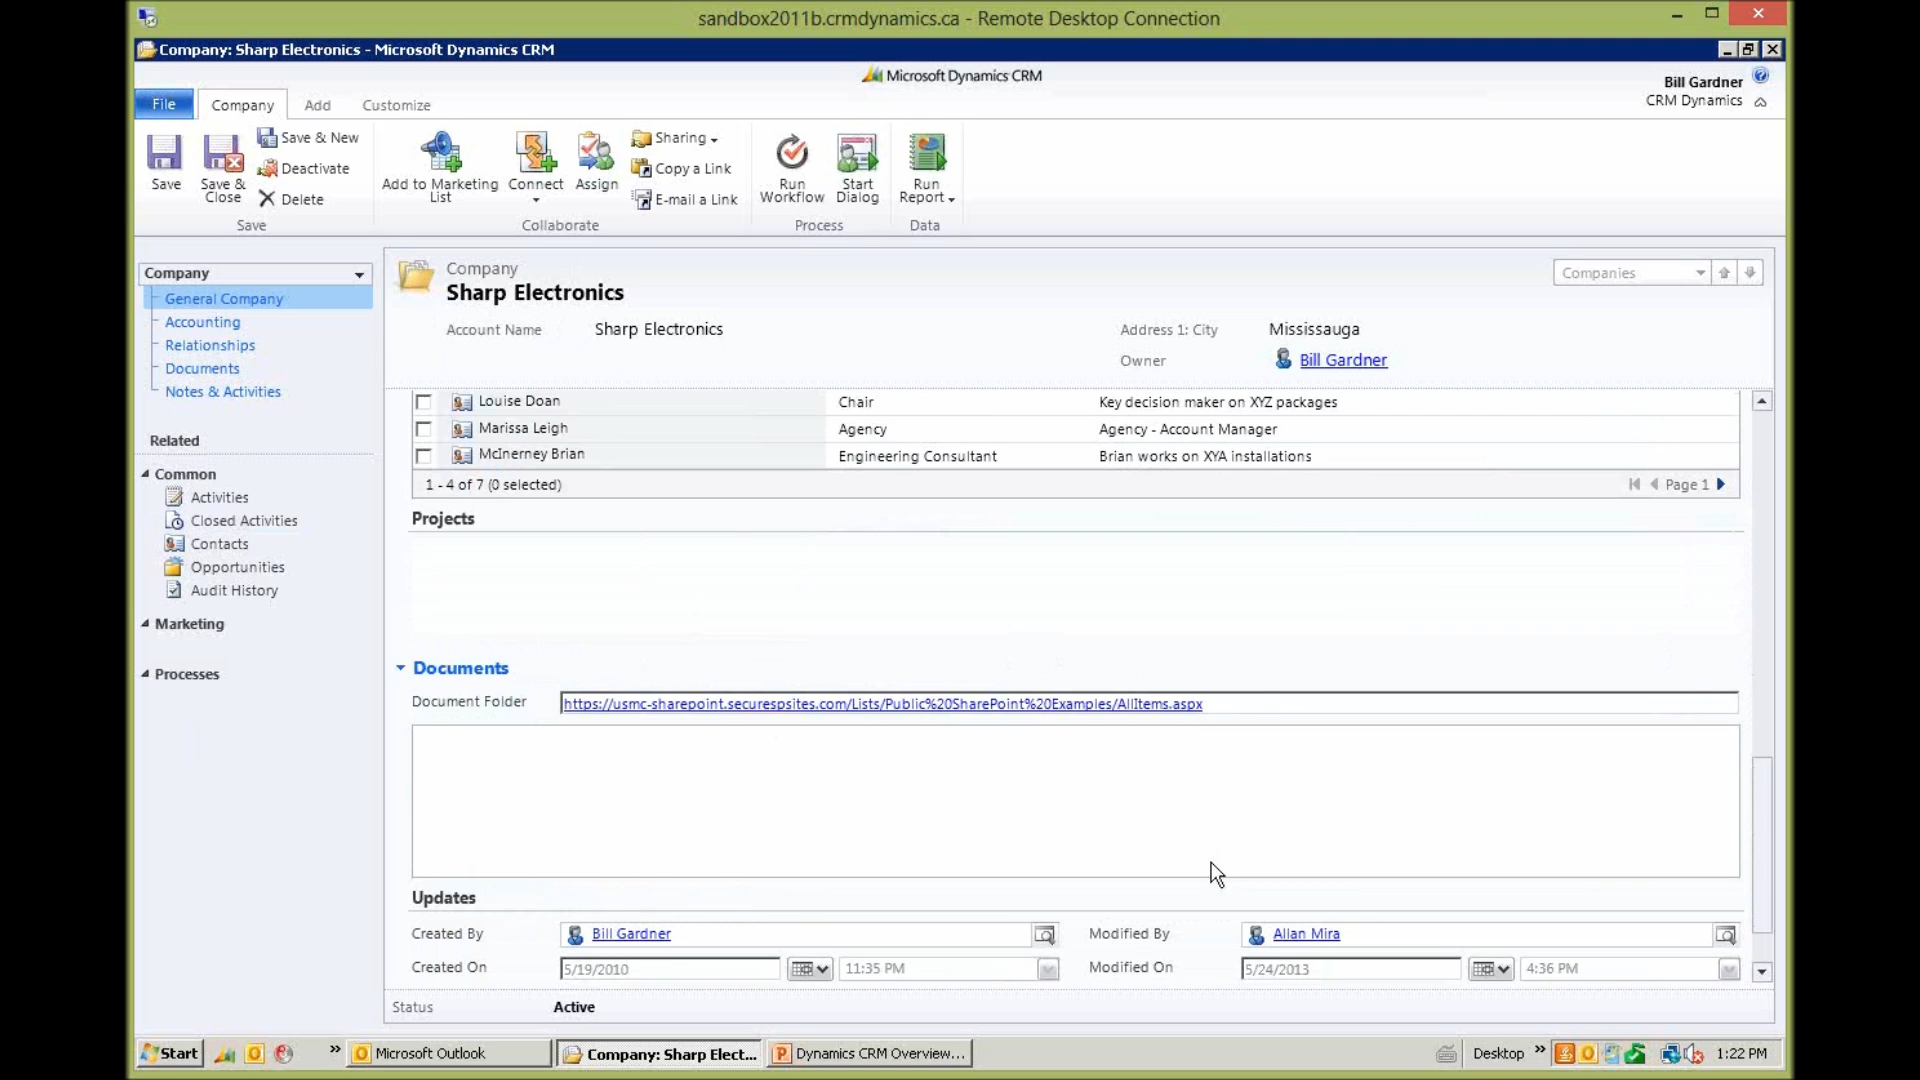 sandbox2011b.crmdynamics.ca - Remote Desktop Connection
Company: Sharp Electronics - Microsoft Dynamics CRM
Microsoft Dynamics CRM
Bill Gardner
CRM Dynamics
File
Company
Add
Customize
Save
Save & Close
Save & New
Deactivate
Delete
Save
Add to Marketing List
Connect
Assign
Sharing
Copy a Link
E-mail a Link
Collaborate
Run Workflow
Start Dialog
Process
Run Report
Data
Company
General Company
Accounting
Relationships
Documents
Notes & Activities
Related
Common
Activities
Closed Activities
Contacts
Opportunities
Audit History
Marketing
Processes
Company
Sharp Electronics
Companies
Account Name Sharp Electronics
Address 1: City Mississauga
Owner Bill Gardner
Louise Doan Chair Key decision maker on XYZ packages
Marissa Leigh Agency Agency - Account Manager
McInerney Brian Engineering Consultant Brian works on XYA installations
1 - 4 of 7 (0 selected) Page 1
Projects
Documents
Document Folder https://usmc-sharepoint.securespsites.com/Lists/Public%20SharePoint%20Examples/AllItems.aspx
Updates
Created By Bill Gardner Modified By Allan Mira
Created On 5/19/2010 11:35 PM Modified On 5/24/2013 4:36 PM
Status Active
Start
Microsoft Outlook
Company: Sharp Elect...
Dynamics CRM Overview...
Desktop
1:22 PM